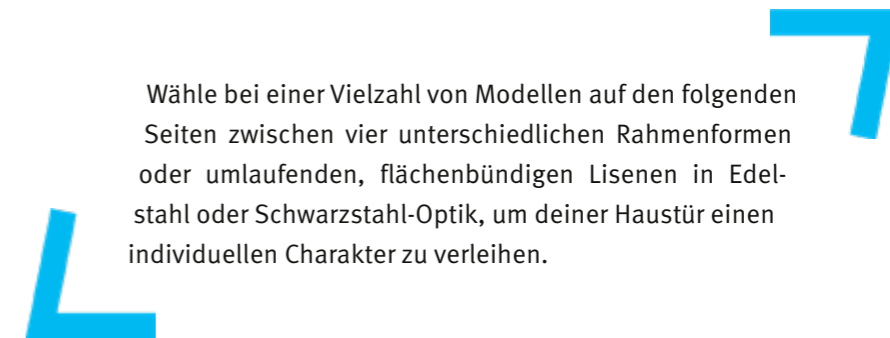 Wähle bei einer Vielzahl von Modellen auf den folgenden
Seiten zwischen vier unterschiedlichen Rahmenformen
oder umlaufenden, flächenbündigen Lisenen in Edel-
stahl oder Schwarzstahl-Optik, um deiner Haustür einen
individuellen Charakter zu verleihen.